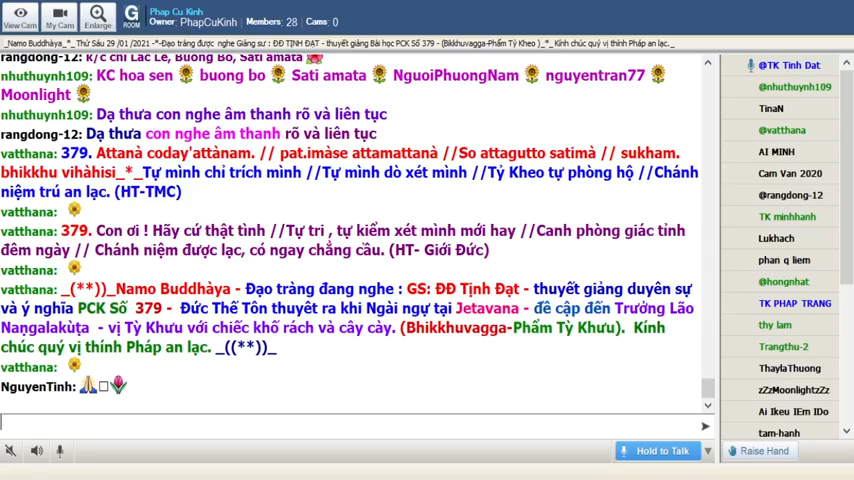 Phap Cu Kinh
Owner: PhapCuKinh | Members: 28 | Cams: 0
View Cam
My Cam
Enlarge
G ROOM
_Namo Buddhàya_*_ Thứ Sáu 29 /01/ 2021 -*-Đạo tràng được nghe Giảng sư : ĐĐ TỊNH ĐẠT - thuyết giảng Bài học PCK Số 379 - (Bikkhuvagga-Phẩm Tỳ Kheo )_*_ Kính chúc quý vị thính Pháp an lạc._
rangdong-12: k/c chi Lac Le, Buong Bo, Sati amata
nhuthuynh109: KC hoa sen buong bo Sati amata NguoiPhuongNam nguyentran77
Moonlight
nhuthuynh109: Dạ thưa con nghe âm thanh rõ và liên tục
rangdong-12: Dạ thưa con nghe âm thanh rõ và liên tục
vatthana: 379. Attanà coday'attànam. // pat.imàse attamattanà //So attagutto satimà // sukham.
bhikkhu vihàhisi_*_Tự mình chỉ trích mình //Tự mình dò xét mình //Tỷ Kheo tự phòng hộ //Chánh
niệm trú an lạc. (HT-TMC)
vatthana:
vatthana: 379. Con ơi ! Hãy cứ thật tình //Tự tri , tự kiểm xét mình mới hay //Canh phòng giác tỉnh
đêm ngày // Chánh niệm được lạc, có ngay chẳng cầu. (HT- Giới Đức)
vatthana:
vatthana: _(**))_Namo Buddhàya - Đạo tràng đang nghe : GS: ĐĐ Tịnh Đạt - thuyết giảng duyên sự
và ý nghĩa PCK Số 379 - Đức Thế Tôn thuyết ra khi Ngài ngự tại Jetavana - đề cập đến Trưởng Lão
Naṇgalakùṭa - vị Tỳ Khưu với chiếc khố rách và cây cày. (Bhikkhuvagga-Phẩm Tỳ Khưu). Kính
chúc quý vị thính Pháp an lạc. _((**))_
vatthana:
NguyenTinh:
Hold to Talk
@TK Tinh Dat
@nhuthuynh109
TinaN
@vatthana
AI MINH
Cam Van 2020
@rangdong-12
TK minhhanh
Lukhach
phan q liem
@hongnhat
TK PHAP TRANG
thy lam
Trangthu-2
ThaylaThuong
zZzMoonlightzZz
Ai Ikeu IEm IDo
tam-hanh
Raise Hand